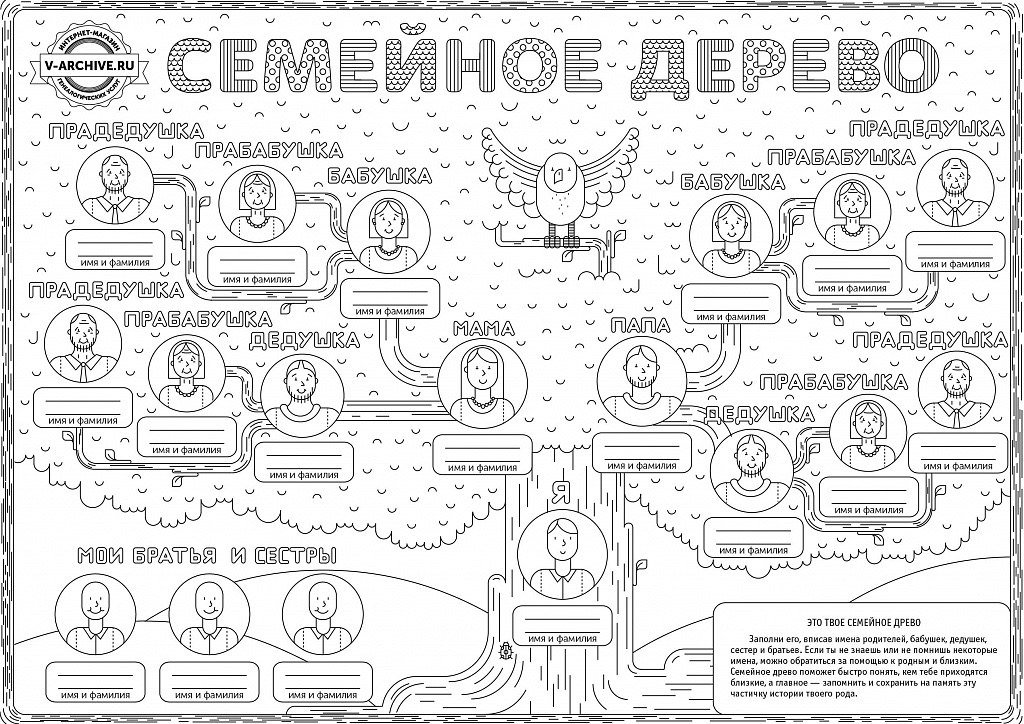 ИНТЕРНЕТ-МАГАЗИН
V-ARCHIVE.RU
ГЕНЕАЛОГИЧЕСКИХ УСЛУГ
СЕМЕЙНОЕ ДЕРЕВО
ПРАДЕДУШКА
имя и фамилия
ПРАБАБУШКА
имя и фамилия
БАБУШКА
имя и фамилия
БАБУШКА
имя и фамилия
ПРАБАБУШКА
имя и фамилия
ПРАДЕДУШКА
имя и фамилия
ПРАДЕДУШКА
имя и фамилия
ПРАБАБУШКА
имя и фамилия
ДЕДУШКА
имя и фамилия
МАМА
имя и фамилия
ПАПА
имя и фамилия
ДЕДУШКА
имя и фамилия
ПРАБАБУШКА
имя и фамилия
ПРАДЕДУШКА
имя и фамилия
Я
имя и фамилия
МОИ БРАТЬЯ И СЕСТРЫ
имя и фамилия
имя и фамилия
имя и фамилия
ЭТО ТВОЕ СЕМЕЙНОЕ ДРЕВО
Заполни его, вписав имена родителей, бабушек, дедушек,
сестер и братьев. Если ты не знаешь или не помнишь некоторые
имена, можно обратиться за помощью к родным и близким.
Семейное древо поможет быстро понять, кем тебе приходятся
близкие, а главное — запомнить и сохранить на память эту
частичку истории твоего рода.